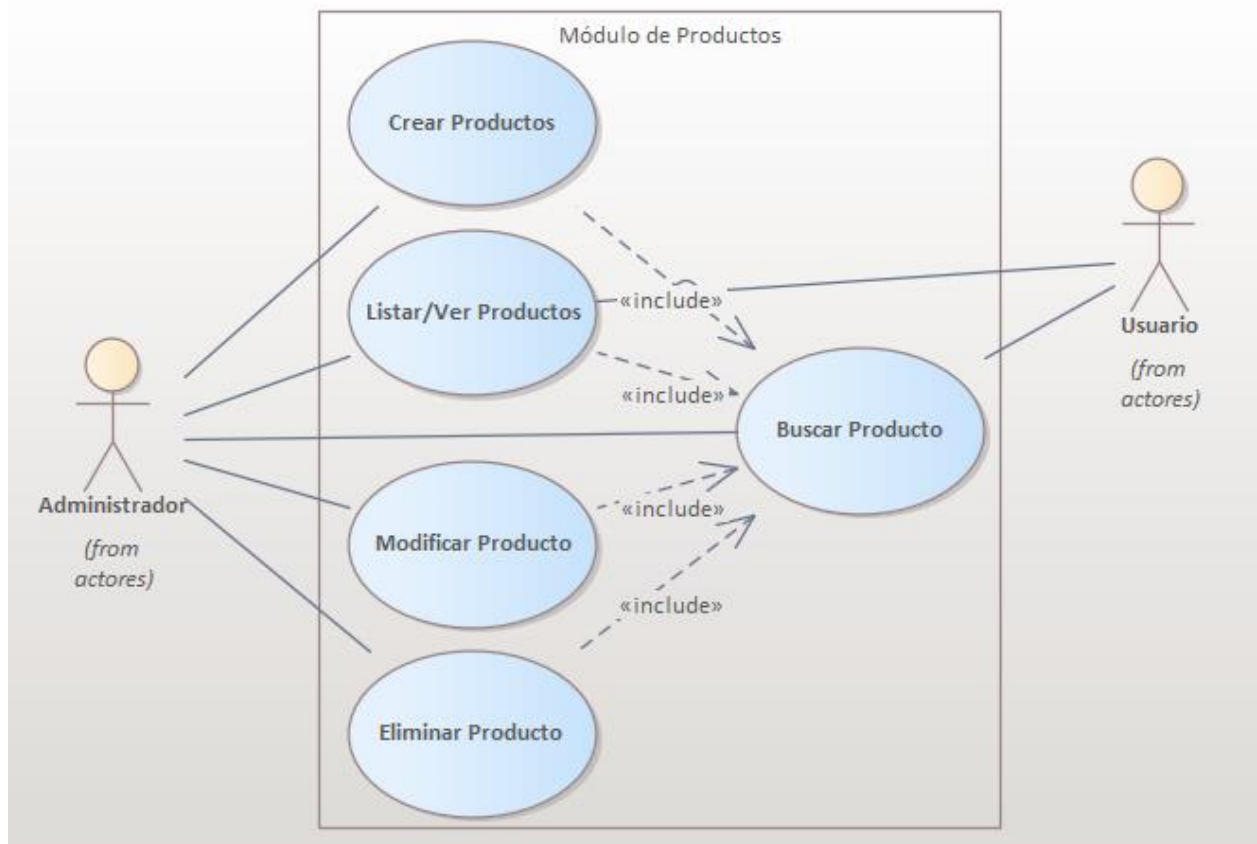 Módulo de Productos
Crear Productos
Listar/Ver Productos
«include»
Usuario
(from
actores)
«include»
Buscar Producto
Administrador
(from
actores)
«include»
Modificar Producto
«include»
Eliminar Producto